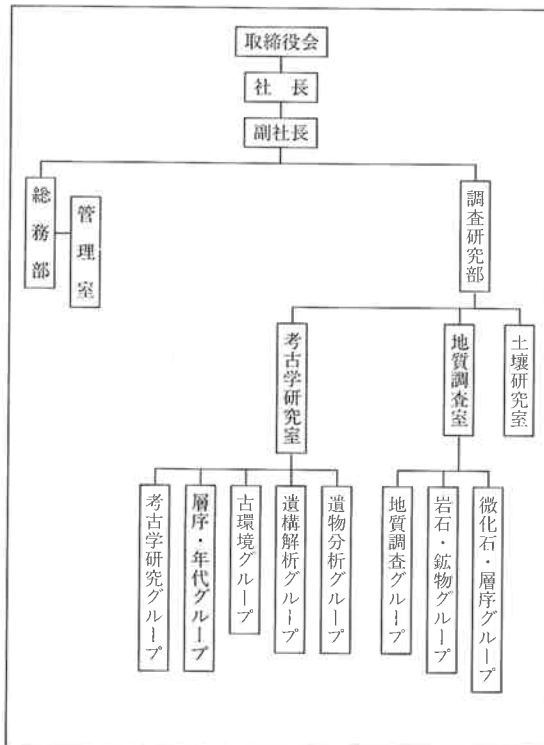 取締役会
社長
副社長
総務部
管理室
調査研究部
考古学研究室
地質調査室
土壌研究室
考古学研究グループ
層序・年代グループ
古環境グループ
遺構解析グループ
遺物分析グループ
地質調査グループ
岩石・鉱物グループ
微化石・層序グループ